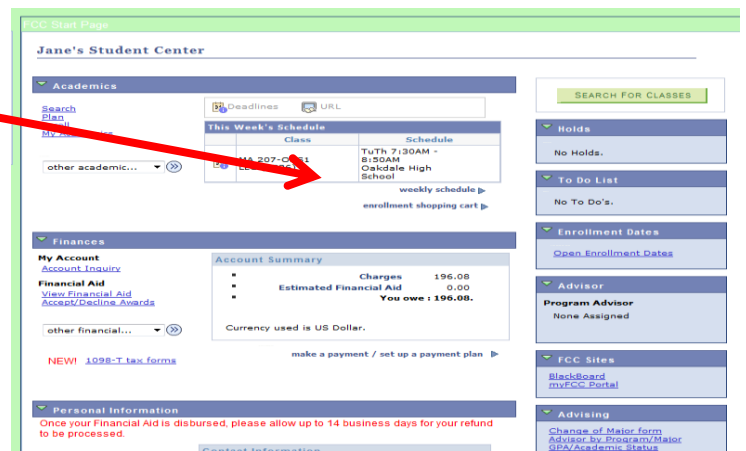 FCC Start Page
Jane's Student Center
Academics
Search
Plan
My
other academic...
Deadlines
URL
This Week's Schedule
Class
Schedule
MA 207-O
TuTh 7:30AM -
8:50AM
Oakdale High
School
weekly schedule
enrollment shopping cart
Finances
My Account
Account Inquiry
Financial Aid
View Financial Aid
Accept/Decline Awards
other financial...
NEW! 1098-T tax forms
Account Summary
Charges 196.08
Estimated Financial Aid 0.00
You owe : 196.08.
Currency used is US Dollar.
make a payment / set up a payment plan
Personal Information
Once your Financial Aid is disbursed, please allow up to 14 business days for your refund
to be processed.
Contact Information
SEARCH FOR CLASSES
Holds
No Holds.
To Do List
No To Do's.
Enrollment Dates
Open Enrollment Dates
Advisor
Program Advisor
None Assigned
FCC Sites
BlackBoard
myFCC Portal
Advising
Change of Major form
Advisor by Program/Major
GPA/Academic Status